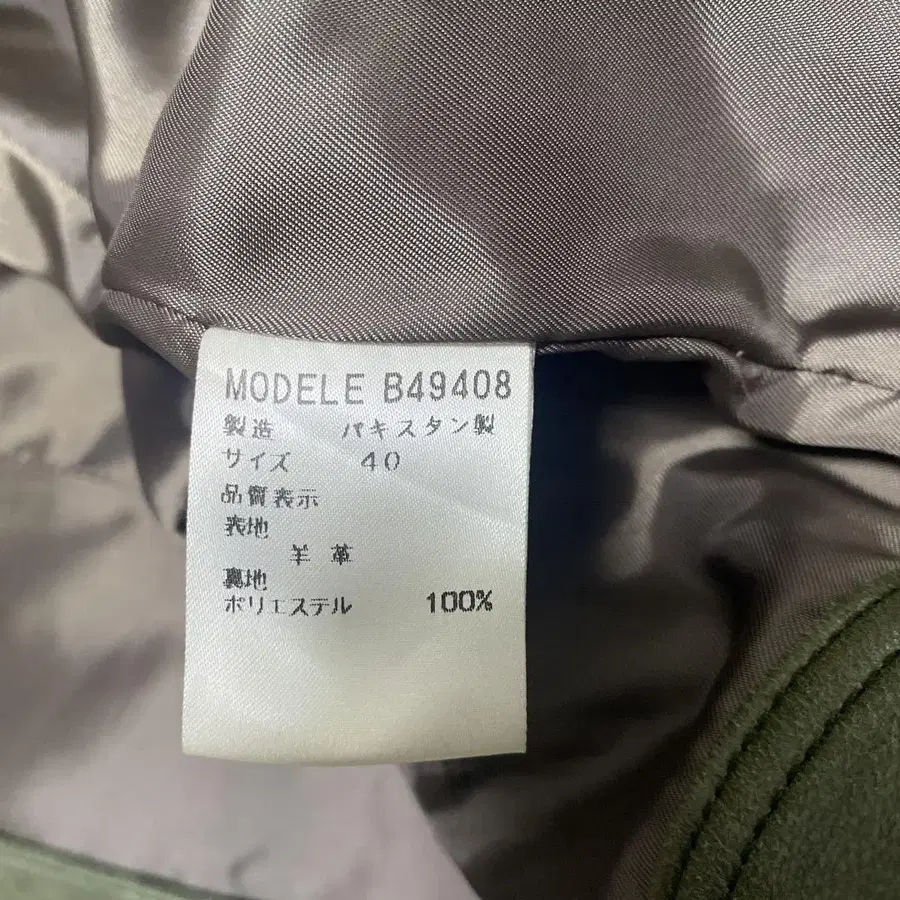 MODELE B49408
製造 パキスタン製
サイズ 40
品質表示
表地
羊革
裏地
ポリエステル 100%